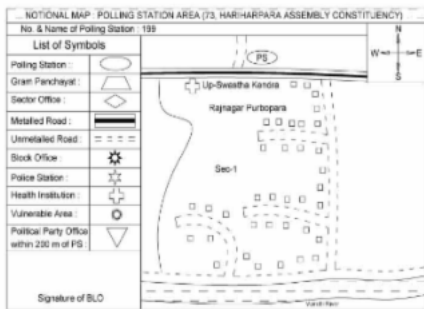 NOTIONAL MAP : POLLING STATION AREA (73, HARIHARPARA ASSEMBLY CONSTITUENCY)
No. & Name of Polling Station : 199
List of Symbols
Polling Station :
Gram Panchayat :
Sector Office :
Metalled Road :
Unmetalled Road :
Block Office :
Police Station :
Health Institution :
Vulnerable Area :
Political Party Office
within 200 m of PS :
Signature of BLO
PS
N
W
E
S
Up-Swastha Kendra
Rajnagar Purbopara
Sec-1
River